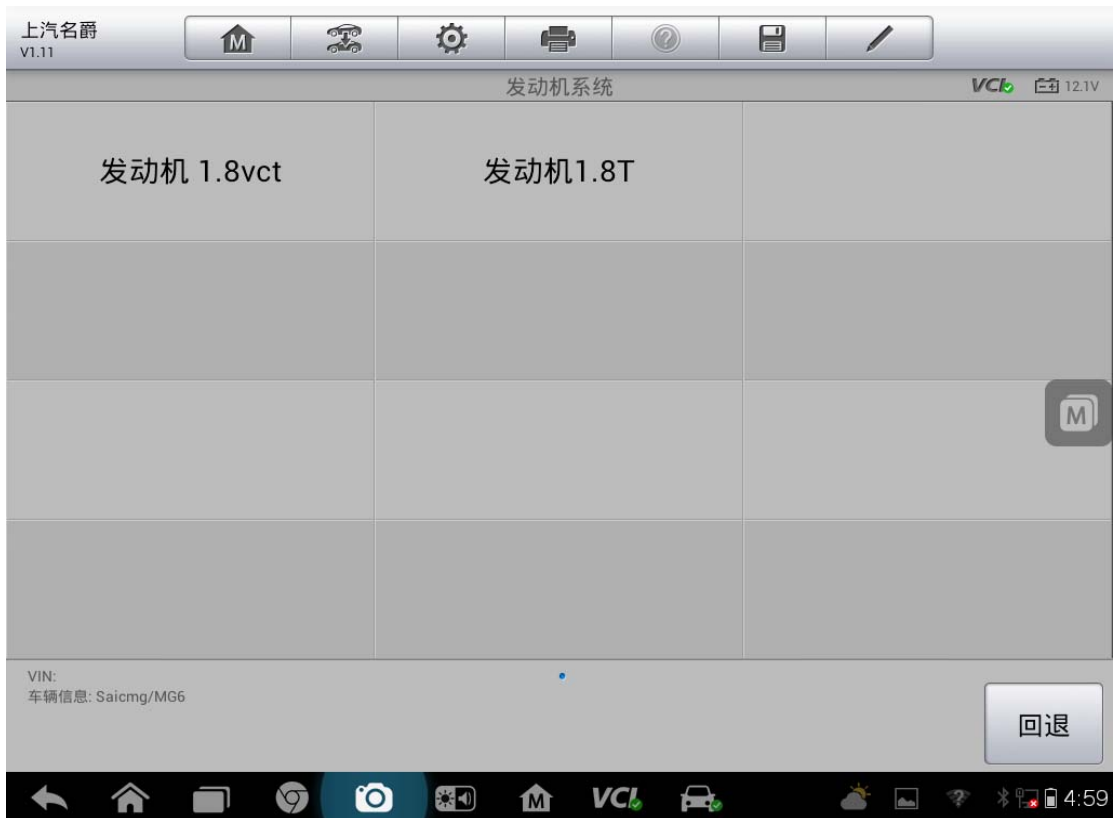 上汽名爵
V1.11
M
发动机系统
VCI
12.1V
发动机 1.8vct
发动机1.8T
M
VIN:
车辆信息: Saicmg/MG6
回退
M
VCI
4:59